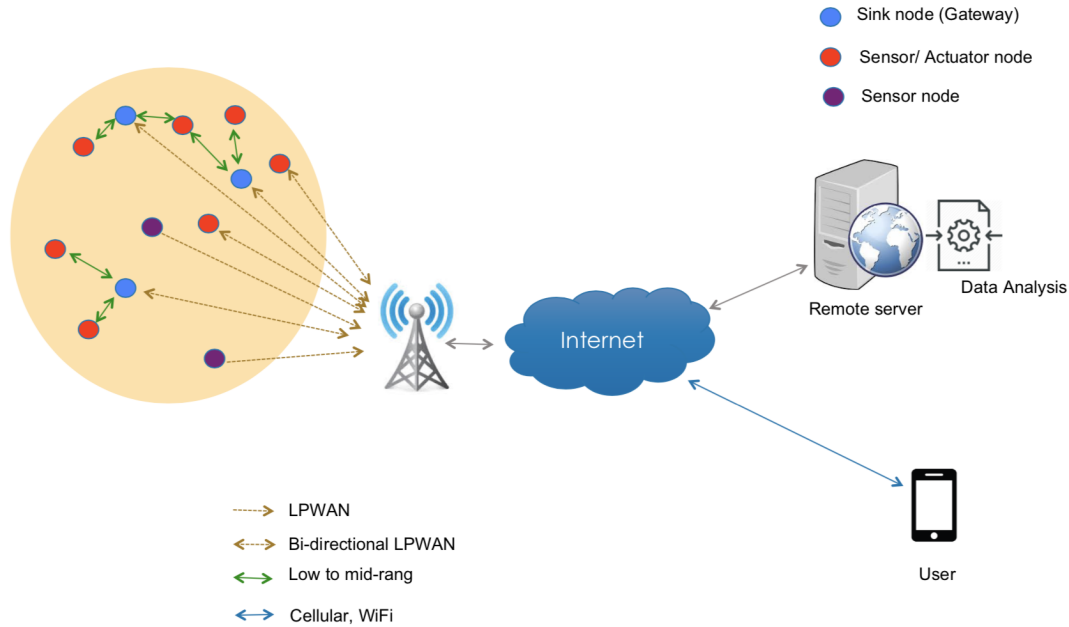 Sink node (Gateway)
Sensor/ Actuator node
Sensor node
Remote server
Data Analysis
Internet
User
LPWAN
Bi-directional LPWAN
Low to mid-rang
Cellular, WiFi